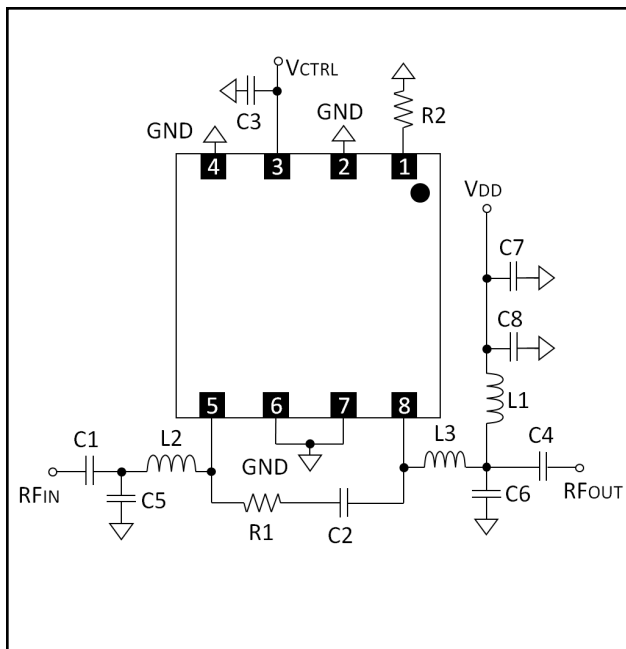 VCTRL
C3
GND
GND
R2
4
3
2
1
VDD
C7
C8
L1
5
6
7
8
C1
L2
L3
C4
RFIN
C5
GND
C6
RFOUT
R1
C2